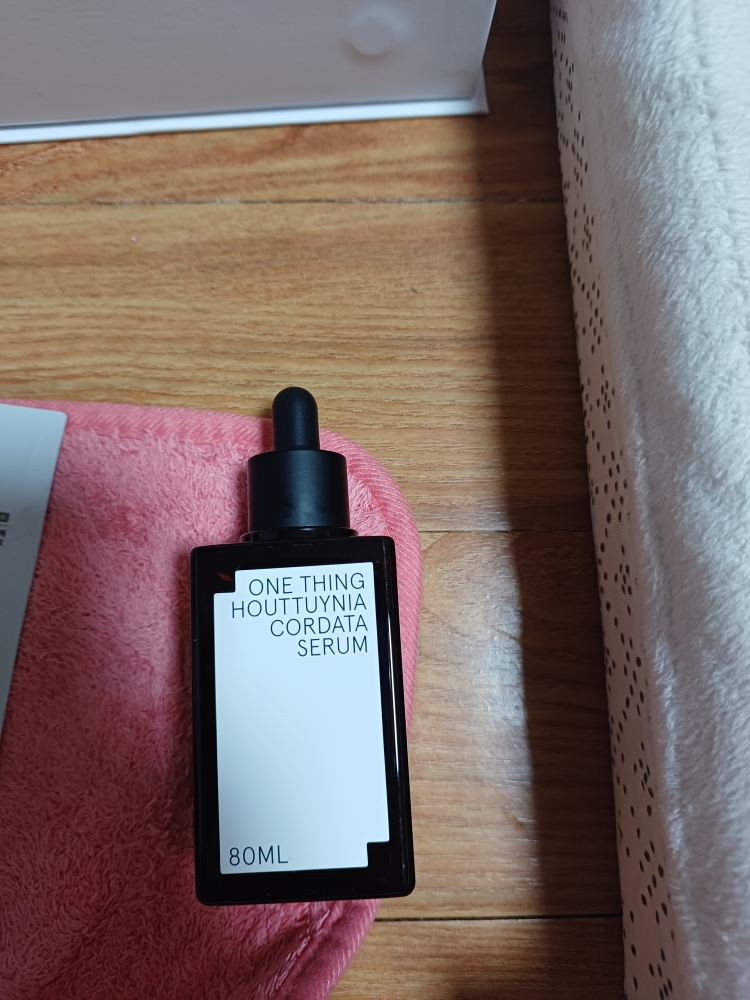 ONE THING
HOUTTUYNIA
CORDATA
SERUM
80ML